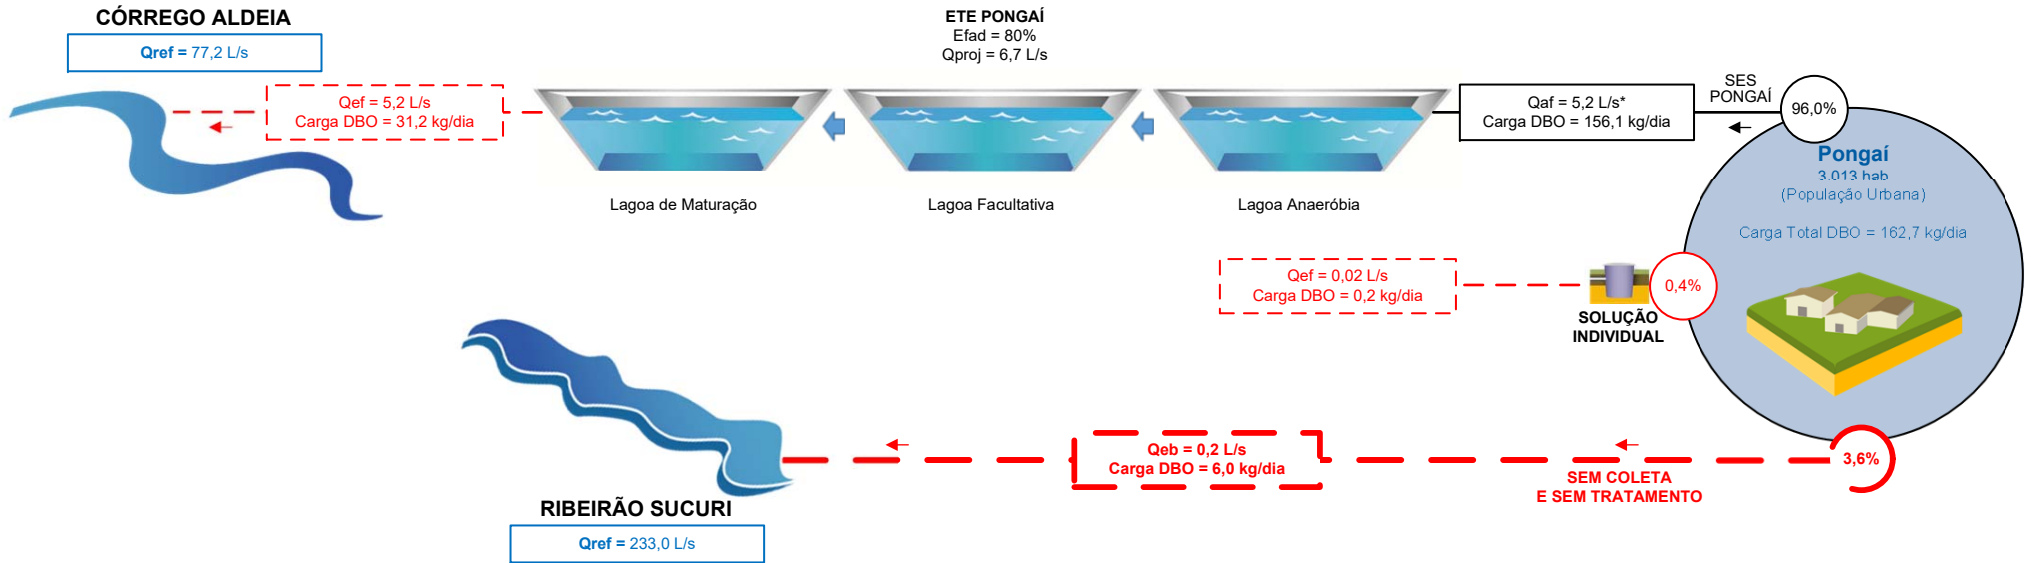 CÓRREGO ALDEIA
Qref = 77,2 L/s
Qef = 5,2 L/s
Carga DBO = 31,2 kg/dia
ETE PONGAÍ
Efad = 80%
Qproj = 6,7 L/s
Lagoa de Maturação
Lagoa Facultativa
Lagoa Anaeróbia
Qaf = 5,2 L/s*
Carga DBO = 156,1 kg/dia
SES
PONGAÍ
96,0%
Pongaí
3.013 hab
(População Urbana)
Carga Total DBO = 162,7 kg/dia
Qef = 0,02 L/s
Carga DBO = 0,2 kg/dia
0,4%
SOLUÇÃO
INDIVIDUAL
Qeb = 0,2 L/s
Carga DBO = 6,0 kg/dia
3,6%
SEM COLETA
E SEM TRATAMENTO
RIBEIRÃO SUCURI
Qref = 233,0 L/s